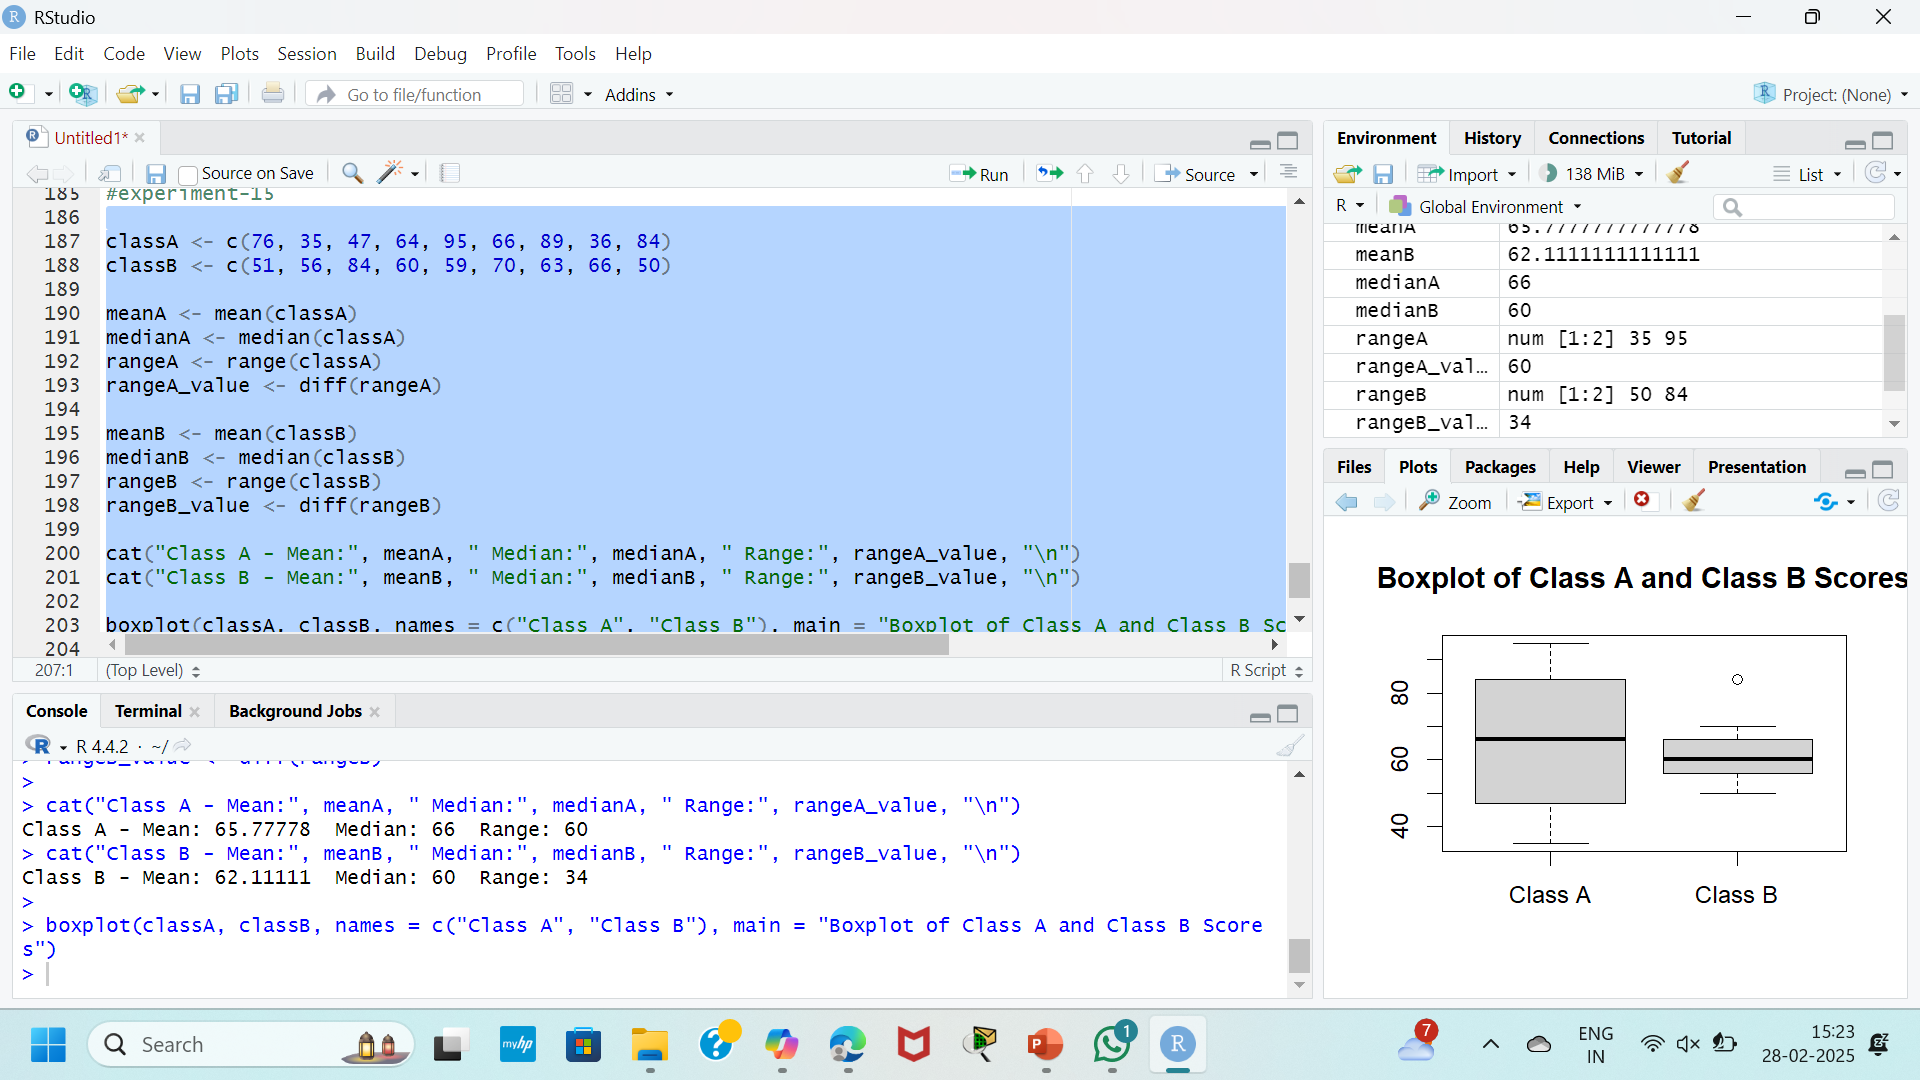 RStudio
File Edit Code View Plots Session Build Debug Profile Tools Help
Go to file/function Addins Project: (None)
Untitled1*
Source on Save Run Source
185 #experiment-15
186
187 classA <- c(76, 35, 47, 64, 95, 66, 89, 36, 84)
188 classB <- c(51, 56, 84, 60, 59, 70, 63, 66, 50)
189
190 meanA <- mean(classA)
191 medianA <- median(classA)
192 rangeA <- range(classA)
193 rangeA_value <- diff(rangeA)
194
195 meanB <- mean(classB)
196 medianB <- median(classB)
197 rangeB <- range(classB)
198 rangeB_value <- diff(rangeB)
199
200 cat("Class A - Mean:", meanA, " Median:", medianA, " Range:", rangeA_value, "\n")
201 cat("Class B - Mean:", meanB, " Median:", medianB, " Range:", rangeB_value, "\n")
202
203 boxplot(classA, classB, names = c("Class A", "Class B"), main = "Boxplot of Class A and Class B Sc
204
207:1 (Top Level) R Script
Console Terminal Background Jobs
R R 4.4.2 · ~/
> rangeB_value <- diff(rangeB)
>
> cat("Class A - Mean:", meanA, " Median:", medianA, " Range:", rangeA_value, "\n")
Class A - Mean: 65.77778  Median: 66  Range: 60
> cat("Class B - Mean:", meanB, " Median:", medianB, " Range:", rangeB_value, "\n")
Class B - Mean: 62.11111  Median: 60  Range: 34
>
> boxplot(classA, classB, names = c("Class A", "Class B"), main = "Boxplot of Class A and Class B Score
s")
>
Environment History Connections Tutorial
Import 138 MiB List
R Global Environment
meanA 65.7777777777778
meanB 62.1111111111111
medianA 66
medianB 60
rangeA num [1:2] 35 95
rangeA_val… 60
rangeB num [1:2] 50 84
rangeB_val… 34
Files Plots Packages Help Viewer Presentation
Zoom Export
Boxplot of Class A and Class B Scores
80
60
40
Class A Class B
Search
myhp
P
1
R
7
ENG
IN
15:23
28-02-2025